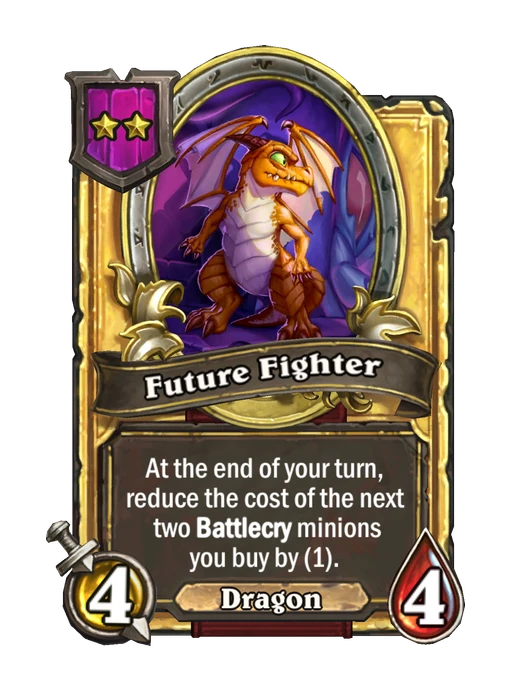 Future Fighter
At the end of your turn,
reduce the cost of the next
two Battlecry minions
you buy by (1).
Dragon
4
4